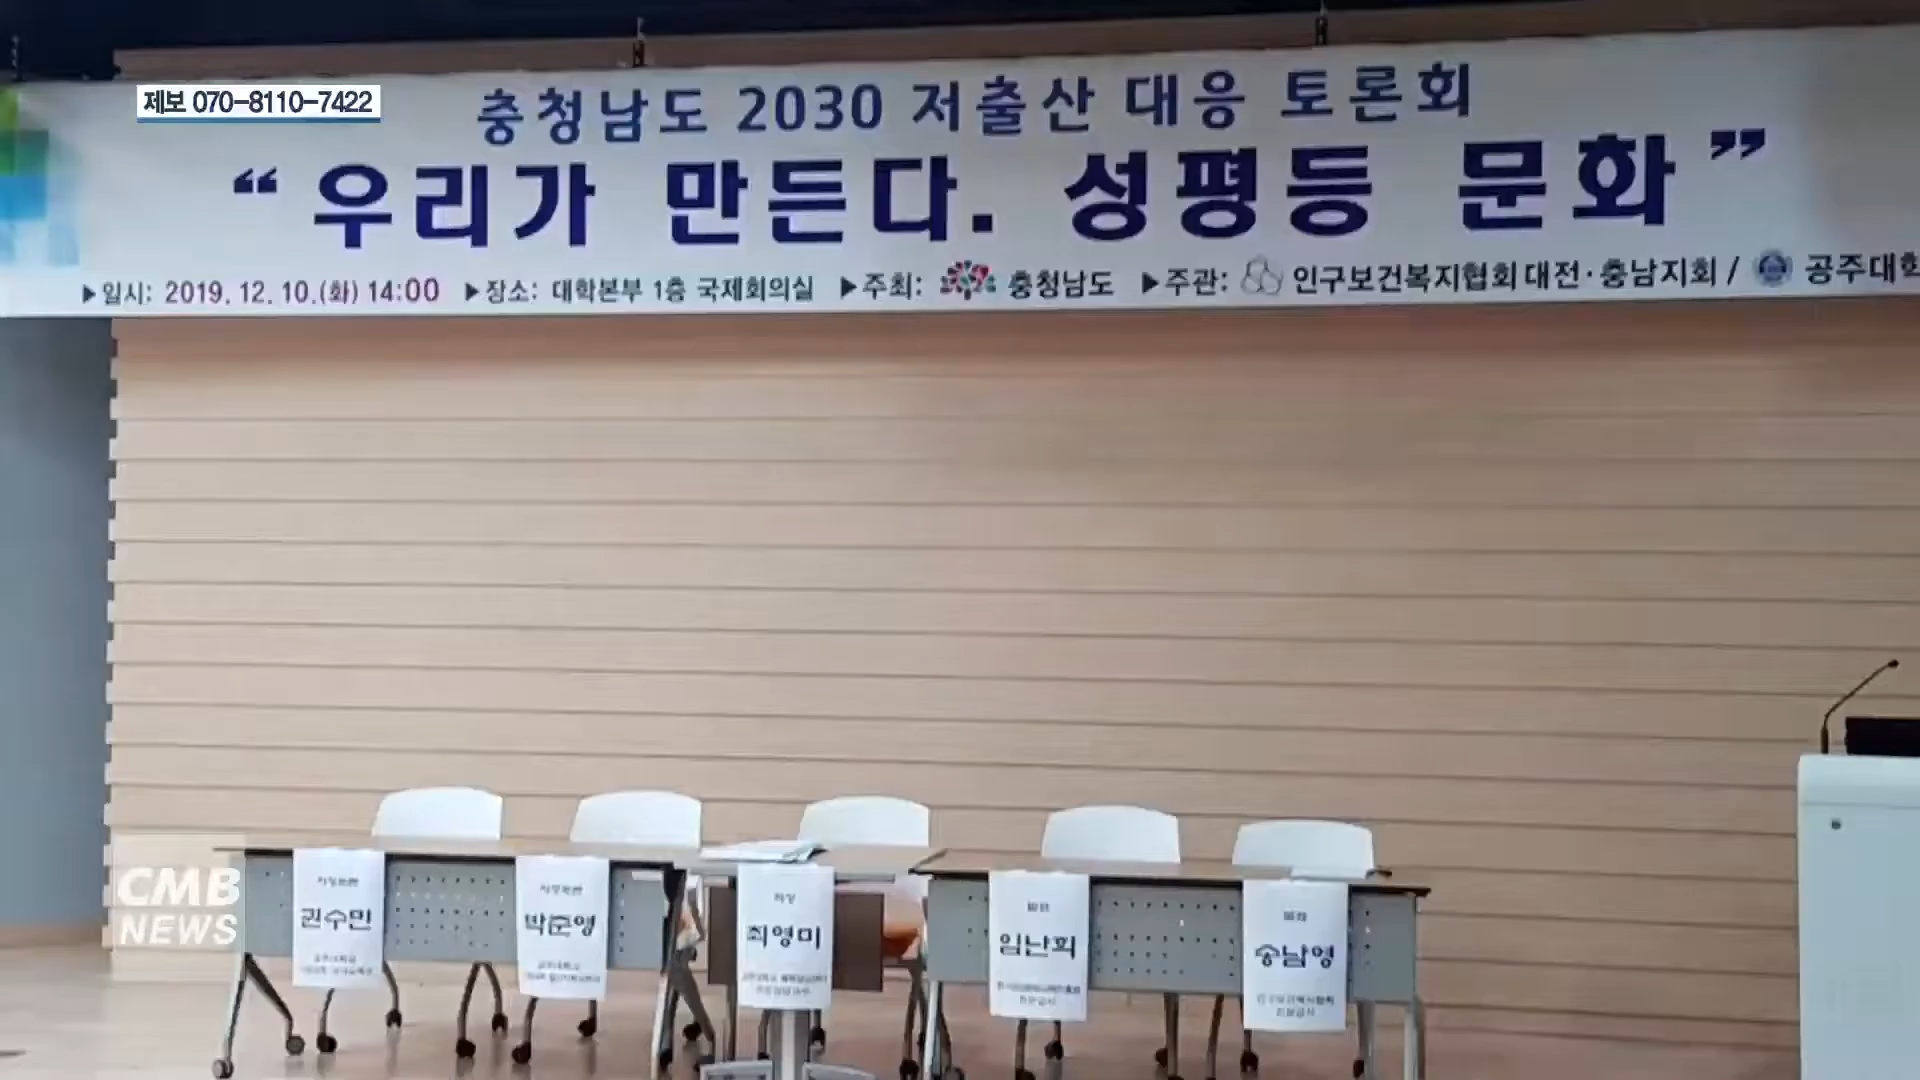 제보 070-8110-7422
충청남도 2030 저출산 대응 토론회
“우리가 만든다. 성평등 문화”
▶일시: 2019. 12. 10.(화) 14:00 ▶장소: 대학본부 1층 국제회의실 ▶주최: 충청남도 ▶주관: 인구보건복지협회 대전·충남지회 / 공주대학
권수민
박준영
최영미
임난희
송남영
CMB
NEWS